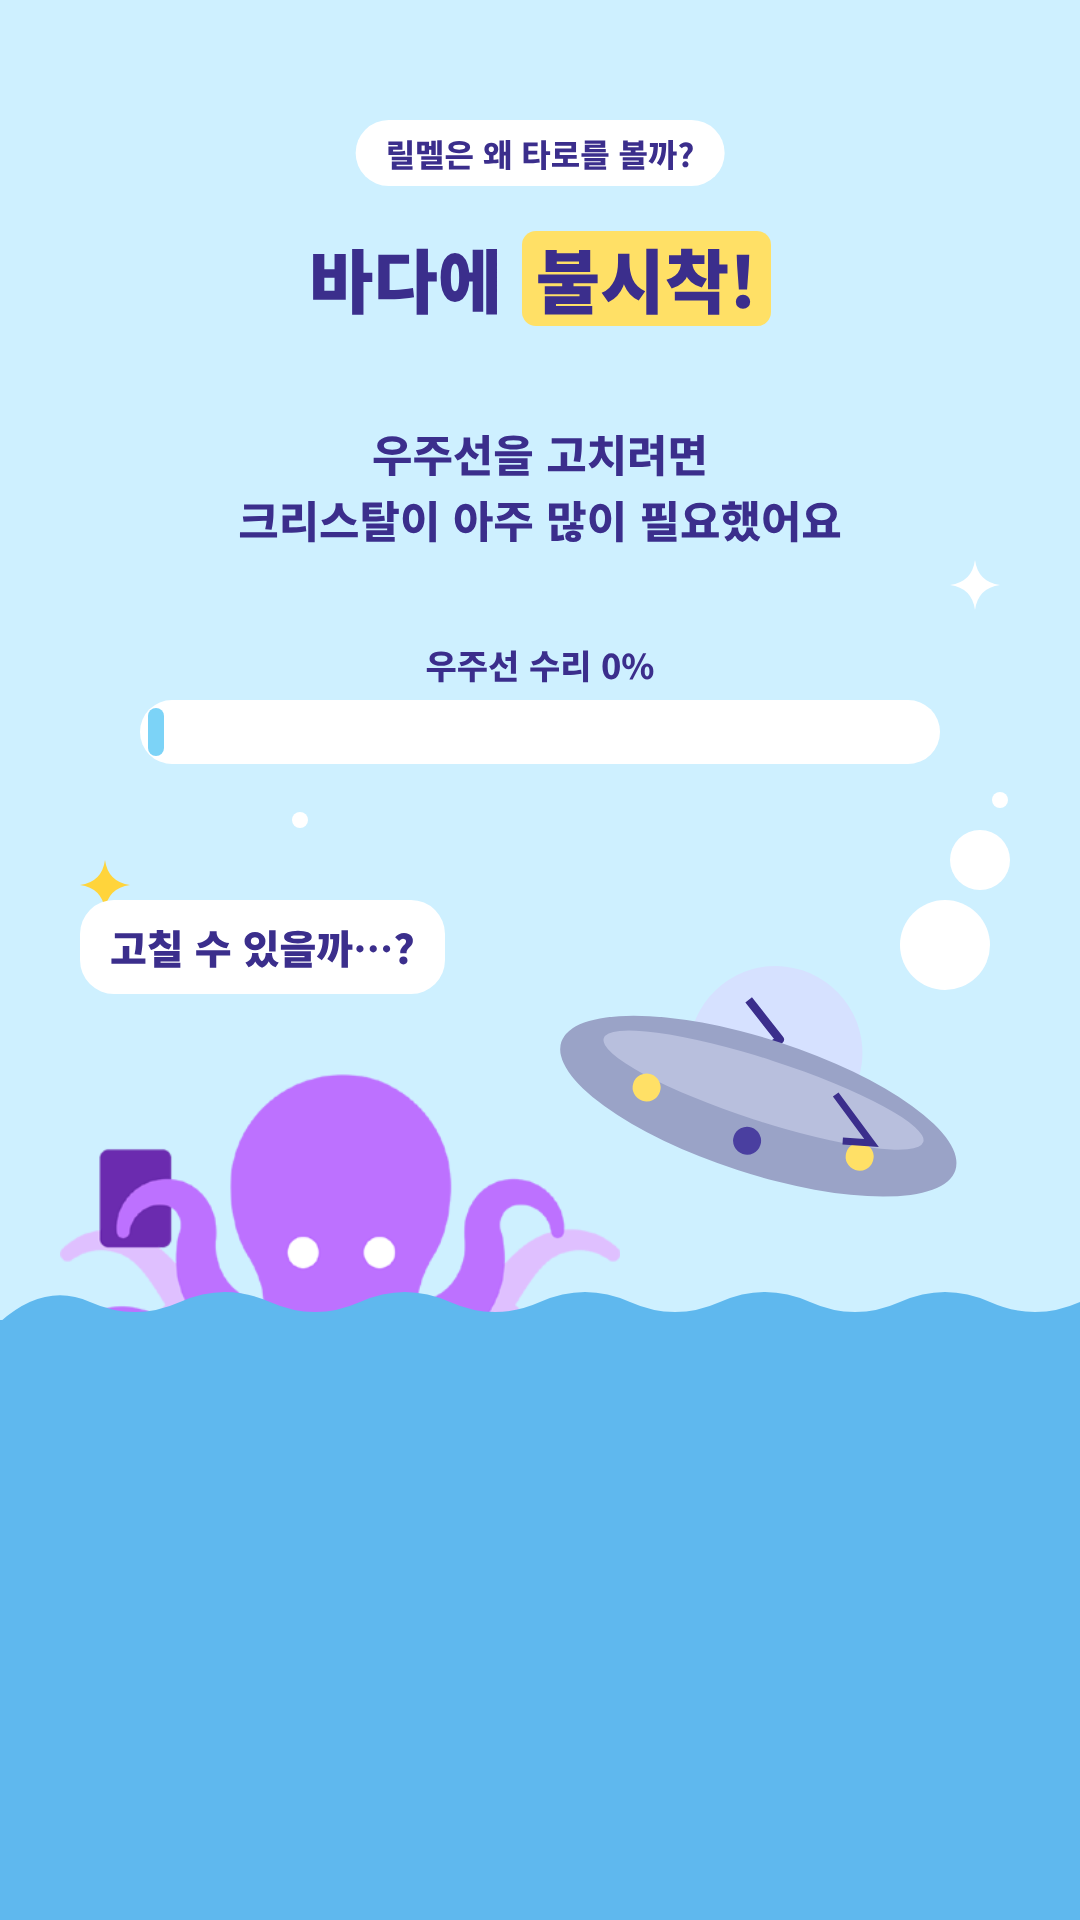 릴멜은 왜 타로를 볼까?
바다에 불시착!
우주선을 고치려면
크리스탈이 아주 많이 필요했어요
우주선 수리 0%
고칠 수 있을까…?